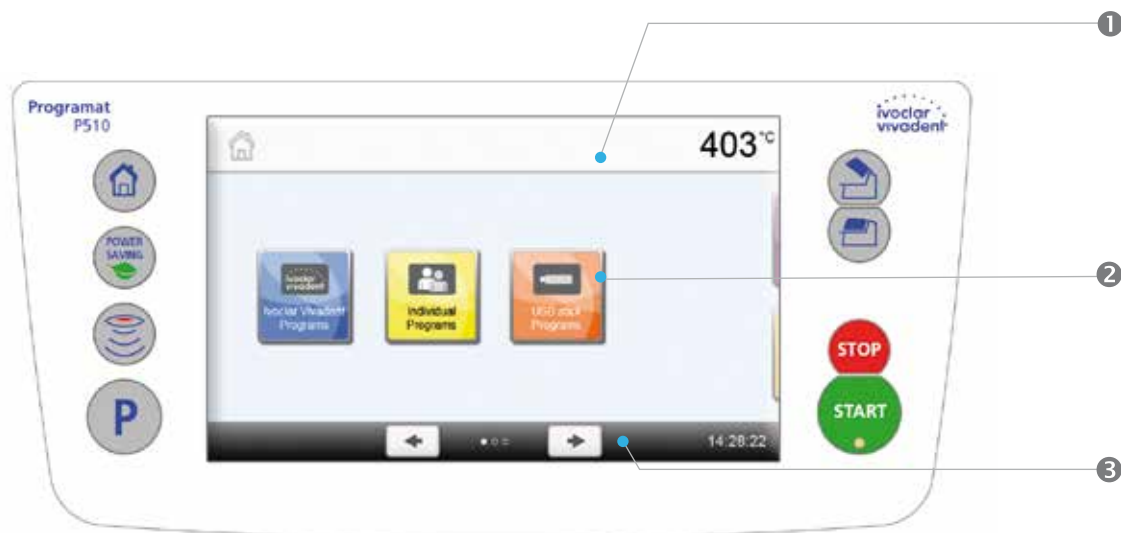 1
Programat
P510
ivoclar
vivadent
403 °C
POWER
SAVING
ivoclar
vivadent
Ivoclar Vivadent
Programs
Individual
Programs
USB stick
Programs
2
STOP
P
START
14:28:22
3